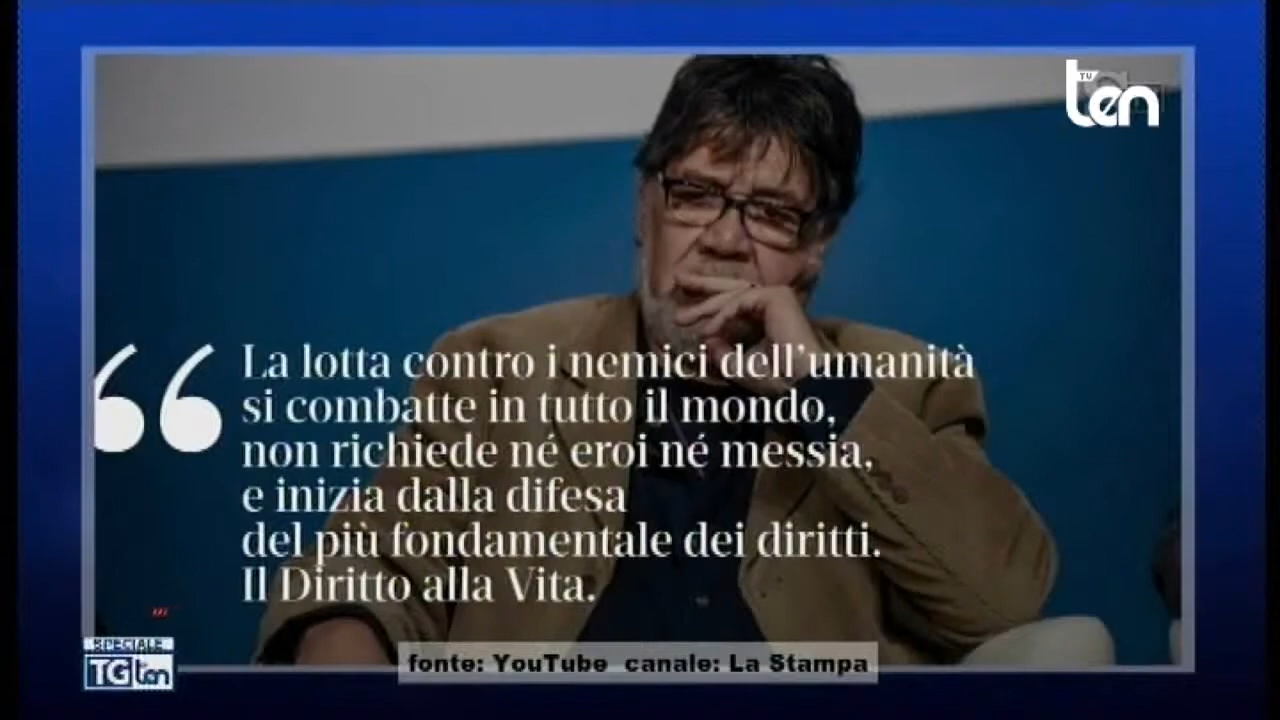 TV
ten
La lotta contro i nemici dell'umanità
si combatte in tutto il mondo,
non richiede né eroi né messia,
e inizia dalla difesa
del più fondamentale dei diritti.
Il Diritto alla Vita.
SPECIALE
TG ten
fonte: YouTube canale: La Stampa